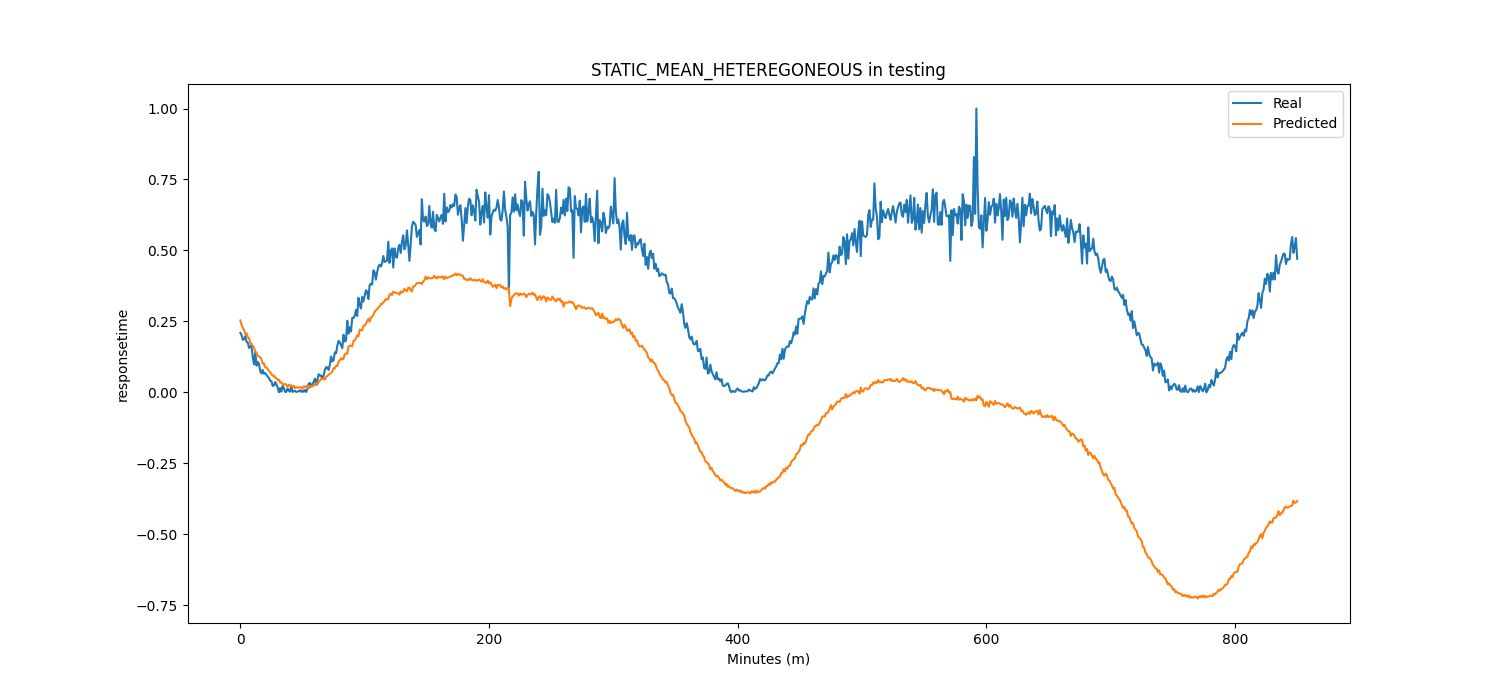 STATIC_MEAN_HETEREGONEOUS in testing
Real
Predicted
1.00
0.75
0.50
0.25
0.00
−0.25
−0.50
−0.75
responsetime
0 200 400 600 800
Minutes (m)